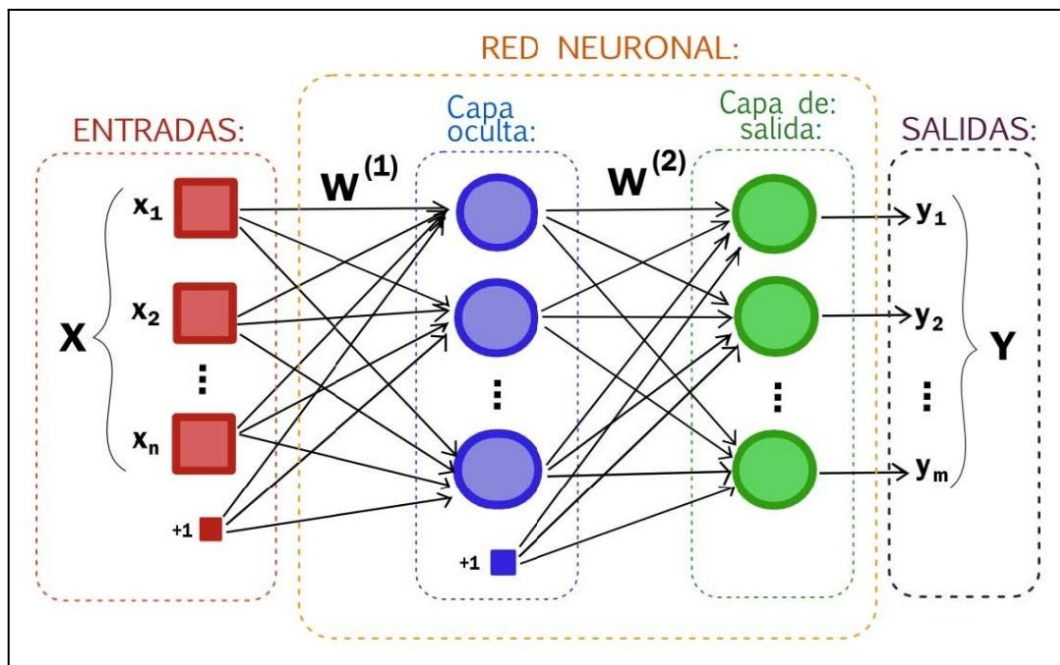 RED NEURONAL:
ENTRADAS:
Capa
oculta:
Capa de:
salida:
SALIDAS:
W(1)
W(2)
X
x1
x2
⋮
xn
+1
⋮
+1
⋮
y1
y2
⋮
ym
Y